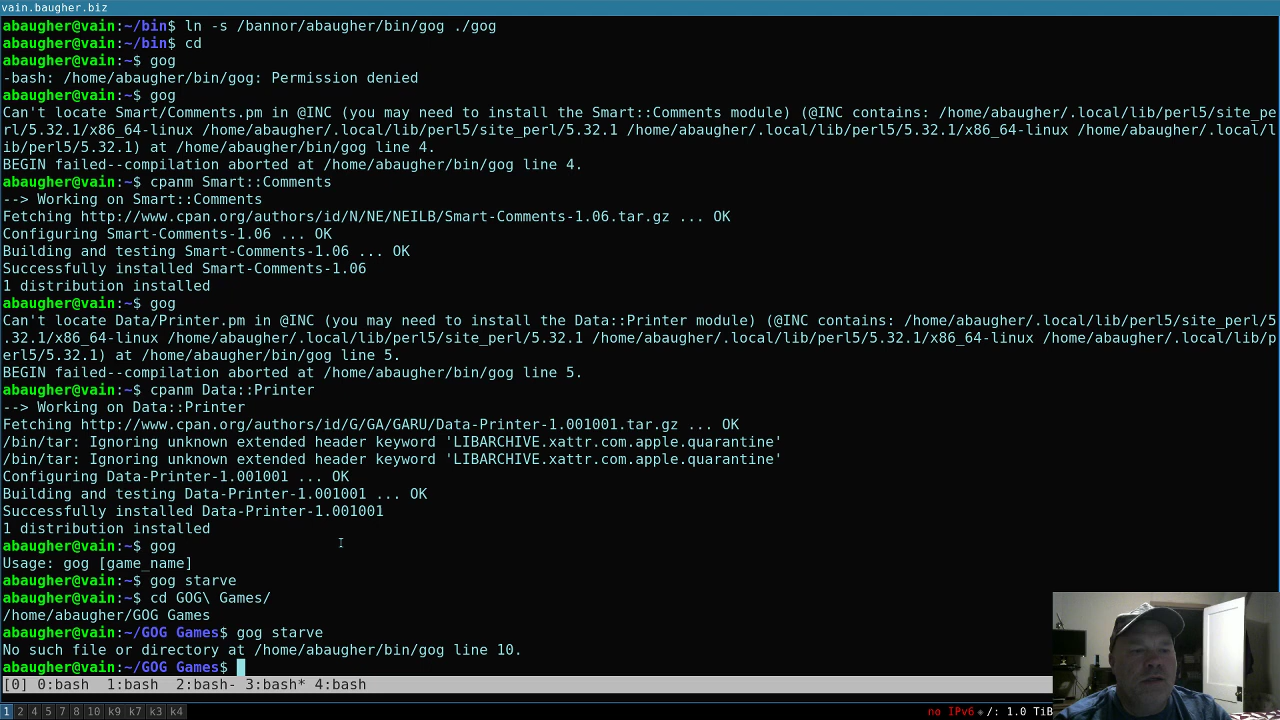 vain.baugher.biz
abaugher@vain:~/bin$ ln -s /bannor/abaugher/bin/gog ./gog
abaugher@vain:~/bin$ cd
abaugher@vain:~$ gog
-bash: /home/abaugher/bin/gog: Permission denied
abaugher@vain:~$ gog
Can't locate Smart/Comments.pm in @INC (you may need to install the Smart::Comments module) (@INC contains: /home/abaugher/.local/lib/perl5/site_pe
rl/5.32.1/x86_64-linux /home/abaugher/.local/lib/perl5/site_perl/5.32.1 /home/abaugher/.local/lib/perl5/5.32.1/x86_64-linux /home/abaugher/.local/l
ib/perl5/5.32.1) at /home/abaugher/bin/gog line 4.
BEGIN failed--compilation aborted at /home/abaugher/bin/gog line 4.
abaugher@vain:~$ cpanm Smart::Comments
--> Working on Smart::Comments
Fetching http://www.cpan.org/authors/id/N/NE/NEILB/Smart-Comments-1.06.tar.gz ... OK
Configuring Smart-Comments-1.06 ... OK
Building and testing Smart-Comments-1.06 ... OK
Successfully installed Smart-Comments-1.06
1 distribution installed
abaugher@vain:~$ gog
Can't locate Data/Printer.pm in @INC (you may need to install the Data::Printer module) (@INC contains: /home/abaugher/.local/lib/perl5/site_perl/5
.32.1/x86_64-linux /home/abaugher/.local/lib/perl5/site_perl/5.32.1 /home/abaugher/.local/lib/perl5/5.32.1/x86_64-linux /home/abaugher/.local/lib/p
erl5/5.32.1) at /home/abaugher/bin/gog line 5.
BEGIN failed--compilation aborted at /home/abaugher/bin/gog line 5.
abaugher@vain:~$ cpanm Data::Printer
--> Working on Data::Printer
Fetching http://www.cpan.org/authors/id/G/GA/GARU/Data-Printer-1.001001.tar.gz ... OK
/bin/tar: Ignoring unknown extended header keyword 'LIBARCHIVE.xattr.com.apple.quarantine'
/bin/tar: Ignoring unknown extended header keyword 'LIBARCHIVE.xattr.com.apple.quarantine'
Configuring Data-Printer-1.001001 ... OK
Building and testing Data-Printer-1.001001 ... OK
Successfully installed Data-Printer-1.001001
1 distribution installed
abaugher@vain:~$ gog
Usage: gog [game_name]
abaugher@vain:~$ gog starve
abaugher@vain:~$ cd GOG\ Games/
/home/abaugher/GOG Games
abaugher@vain:~/GOG Games$ gog starve
No such file or directory at /home/abaugher/bin/gog line 10.
abaugher@vain:~/GOG Games$
[0] 0:bash  1:bash  2:bash- 3:bash* 4:bash
1 2 4 5 7 8 10 k9 k7 k3 k4 no IPv6 /: 1.0 TiB